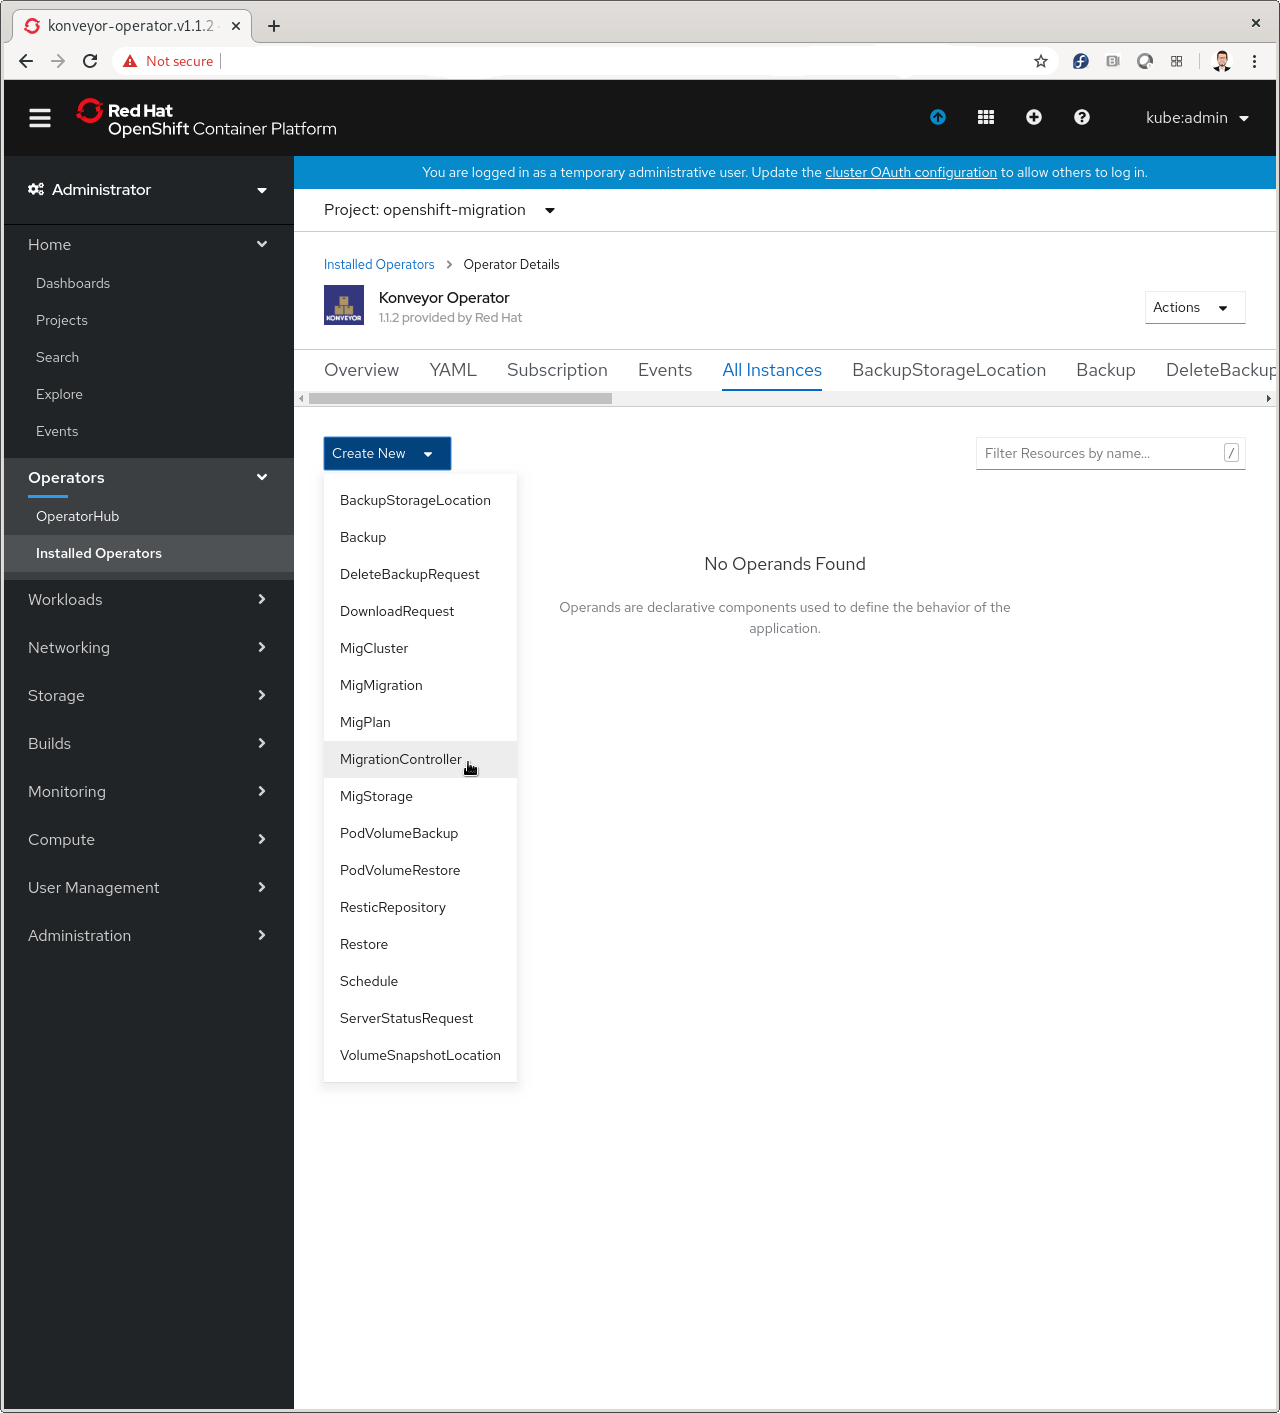 konveyor-operator.v1.1.2
Not secure
Red Hat
OpenShift Container Platform
kube:admin
Administrator
You are logged in as a temporary administrative user. Update the cluster OAuth configuration to allow others to log in.
Project: openshift-migration
Home
Dashboards
Projects
Search
Explore
Events
Operators
OperatorHub
Installed Operators
Workloads
Networking
Storage
Builds
Monitoring
Compute
User Management
Administration
Installed Operators > Operator Details
KONVEYOR
Konveyor Operator
1.1.2 provided by Red Hat
Actions
Overview YAML Subscription Events All Instances BackupStorageLocation Backup DeleteBackup
Create New
Filter Resources by name... /
BackupStorageLocation
Backup
DeleteBackupRequest
DownloadRequest
MigCluster
MigMigration
MigPlan
MigrationController
MigStorage
PodVolumeBackup
PodVolumeRestore
ResticRepository
Restore
Schedule
ServerStatusRequest
VolumeSnapshotLocation
No Operands Found
Operands are declarative components used to define the behavior of the
application.